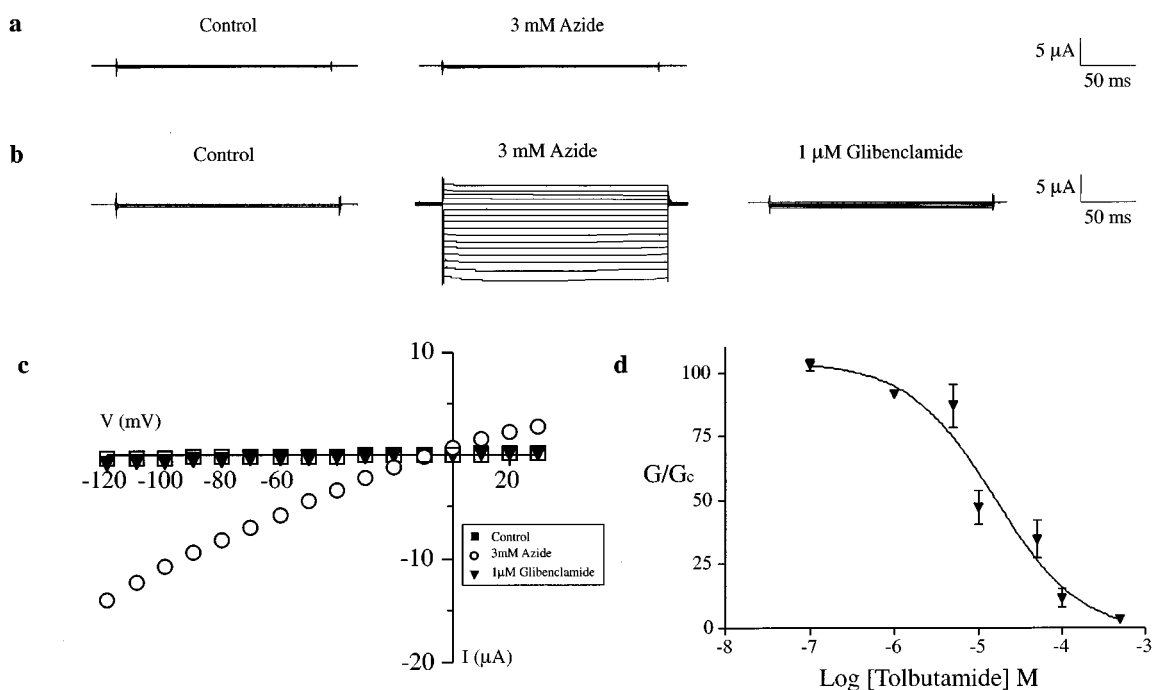 a
Control
3 mM Azide
5 µA
50 ms
b
Control
3 mM Azide
1 µM Glibenclamide
5 µA
50 ms
c
10
V (mV)
-120 -100 -80 -60
20
-10
-20
I (µA)
Control
3mM Azide
1µM Glibenclamide
d
100
75
G/Gc
50
25
0
-8 -7 -6 -5 -4 -3
Log [Tolbutamide] M